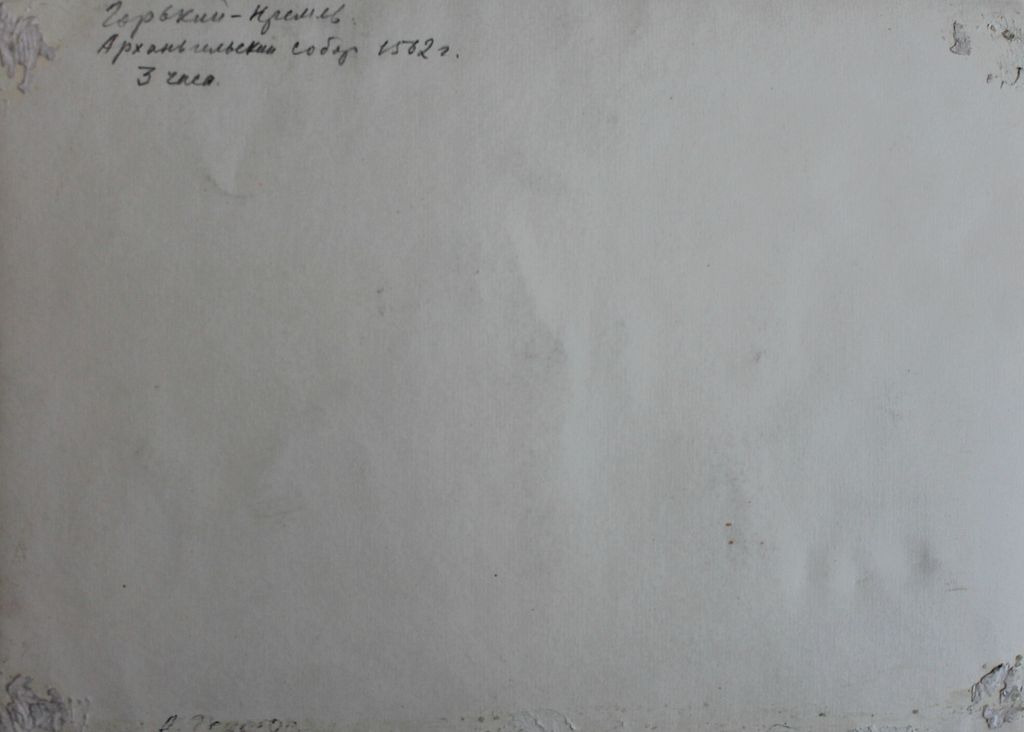 Горький - Кремль.
Архангельский собор 1562 г.
3 часа.